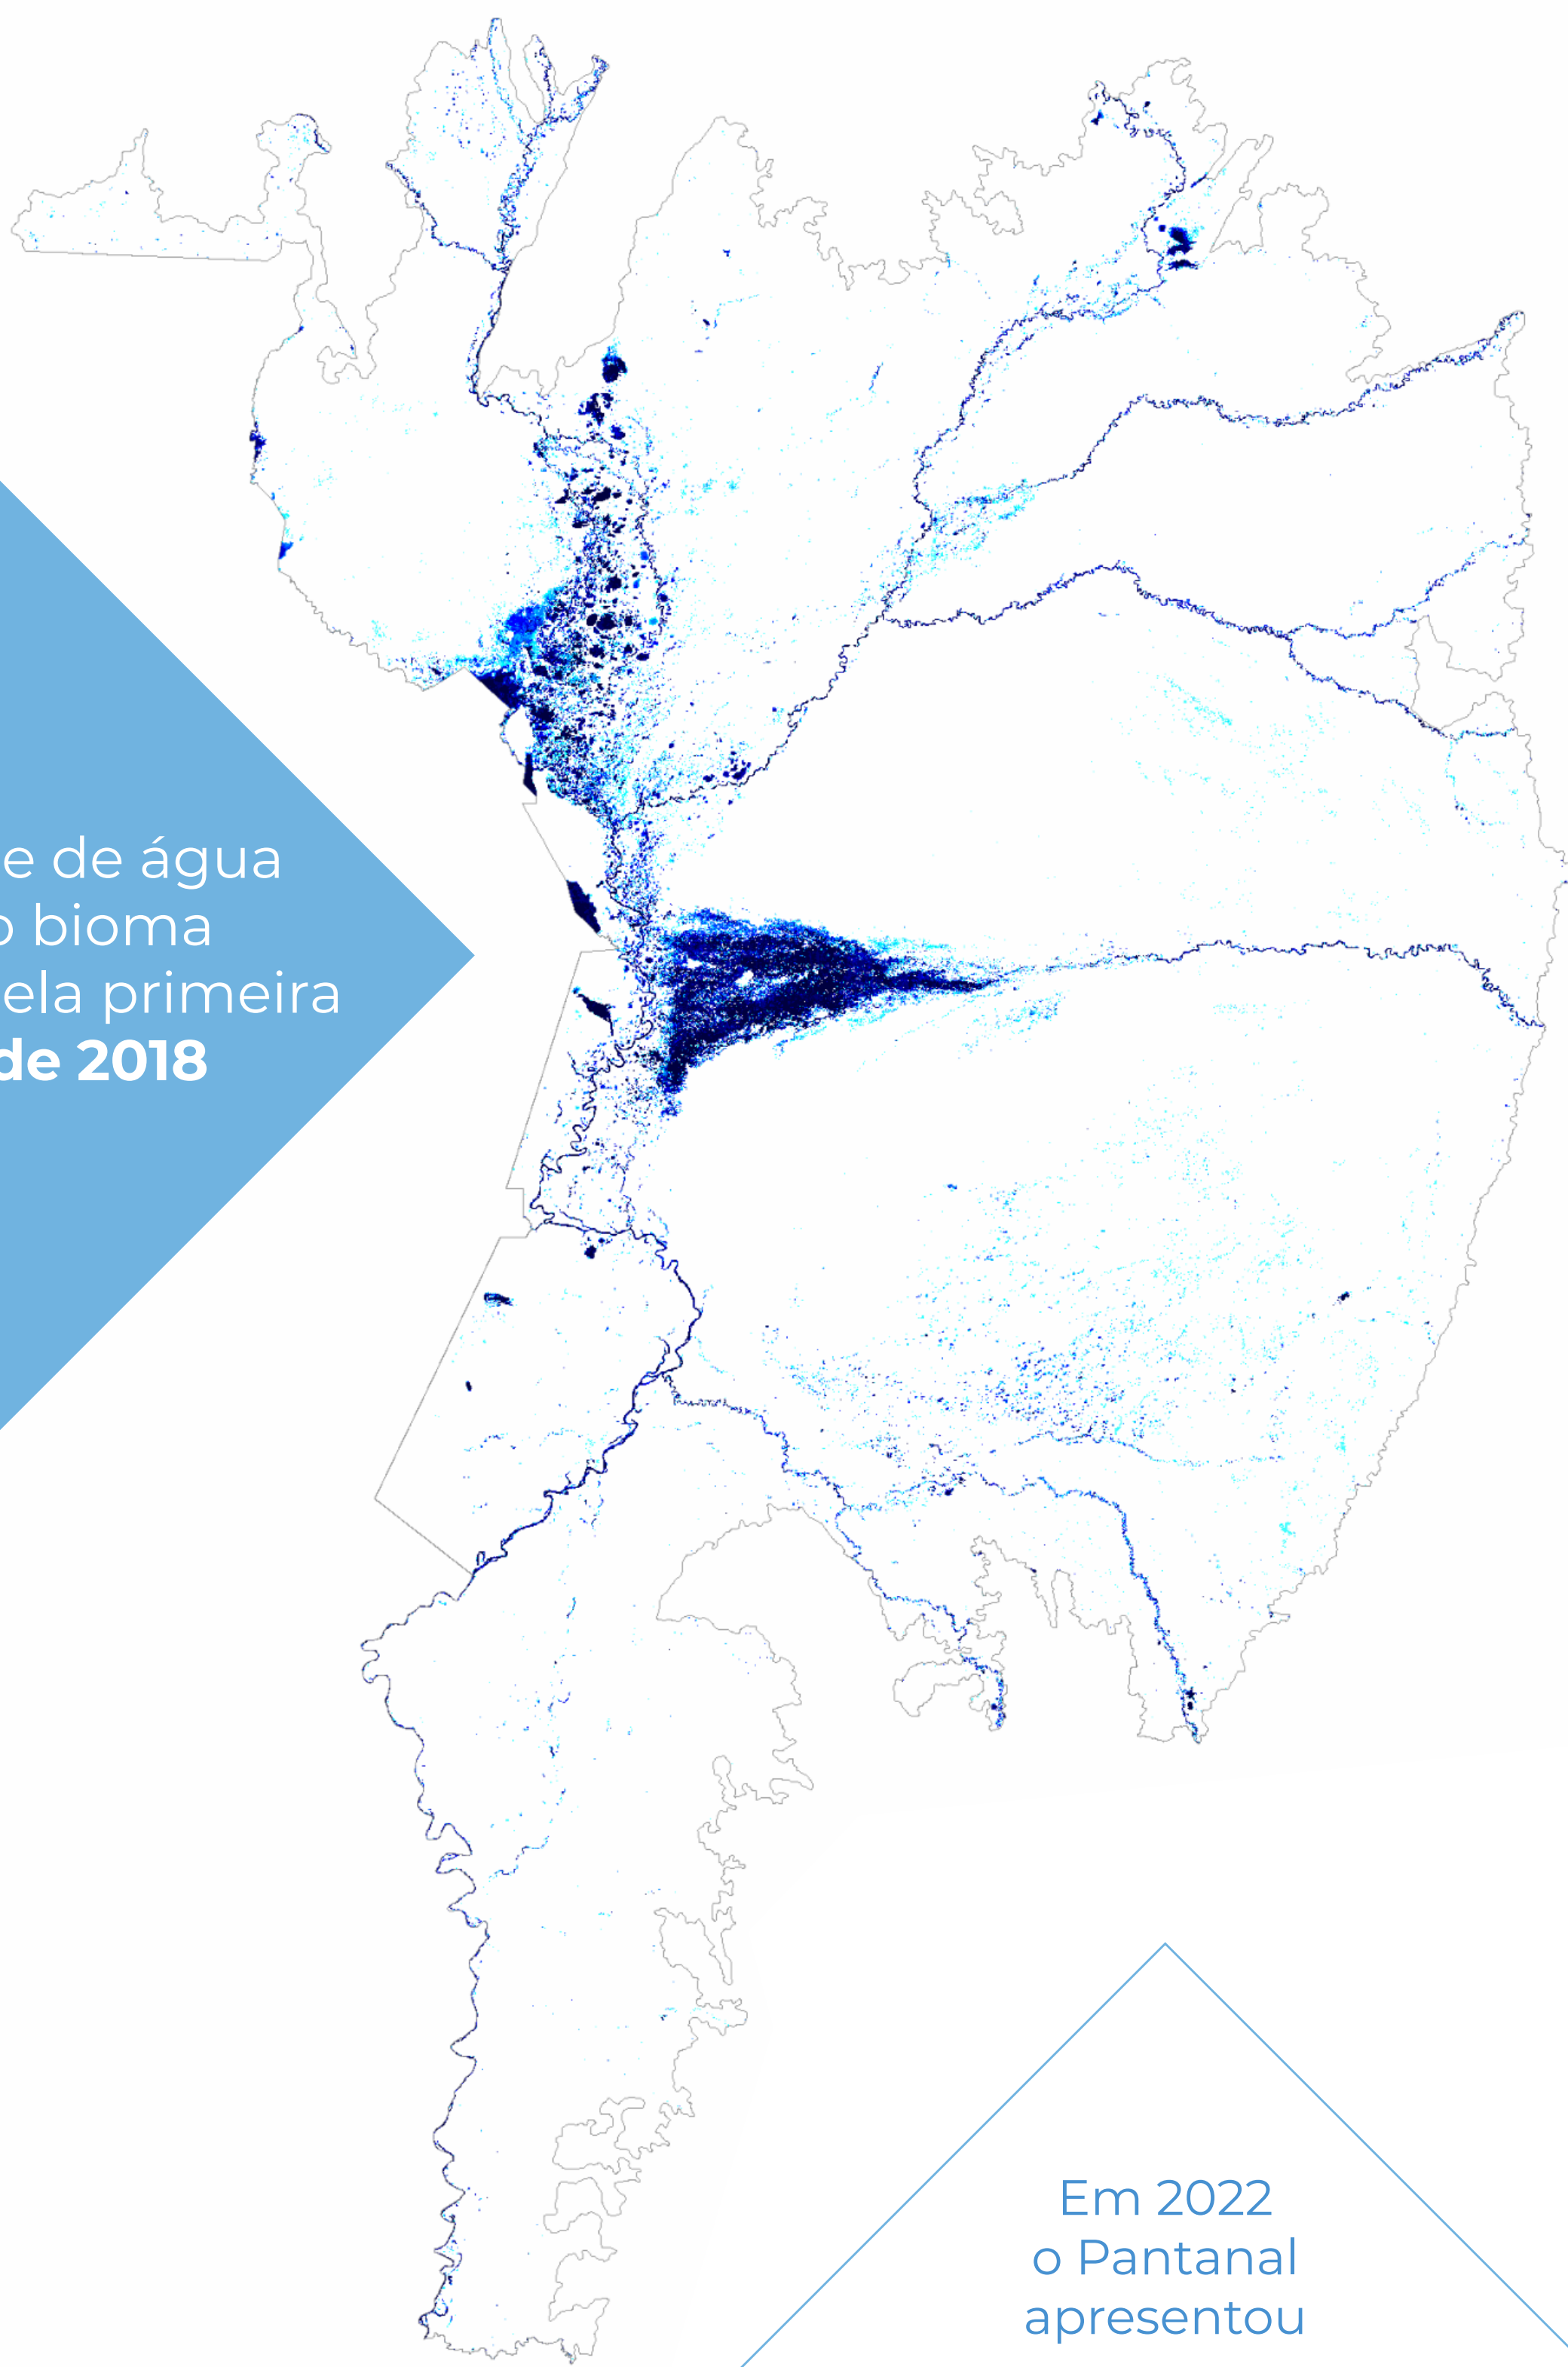 e de água
o bioma
ela primeira
de 2018
Em 2022
o Pantanal
apresentou